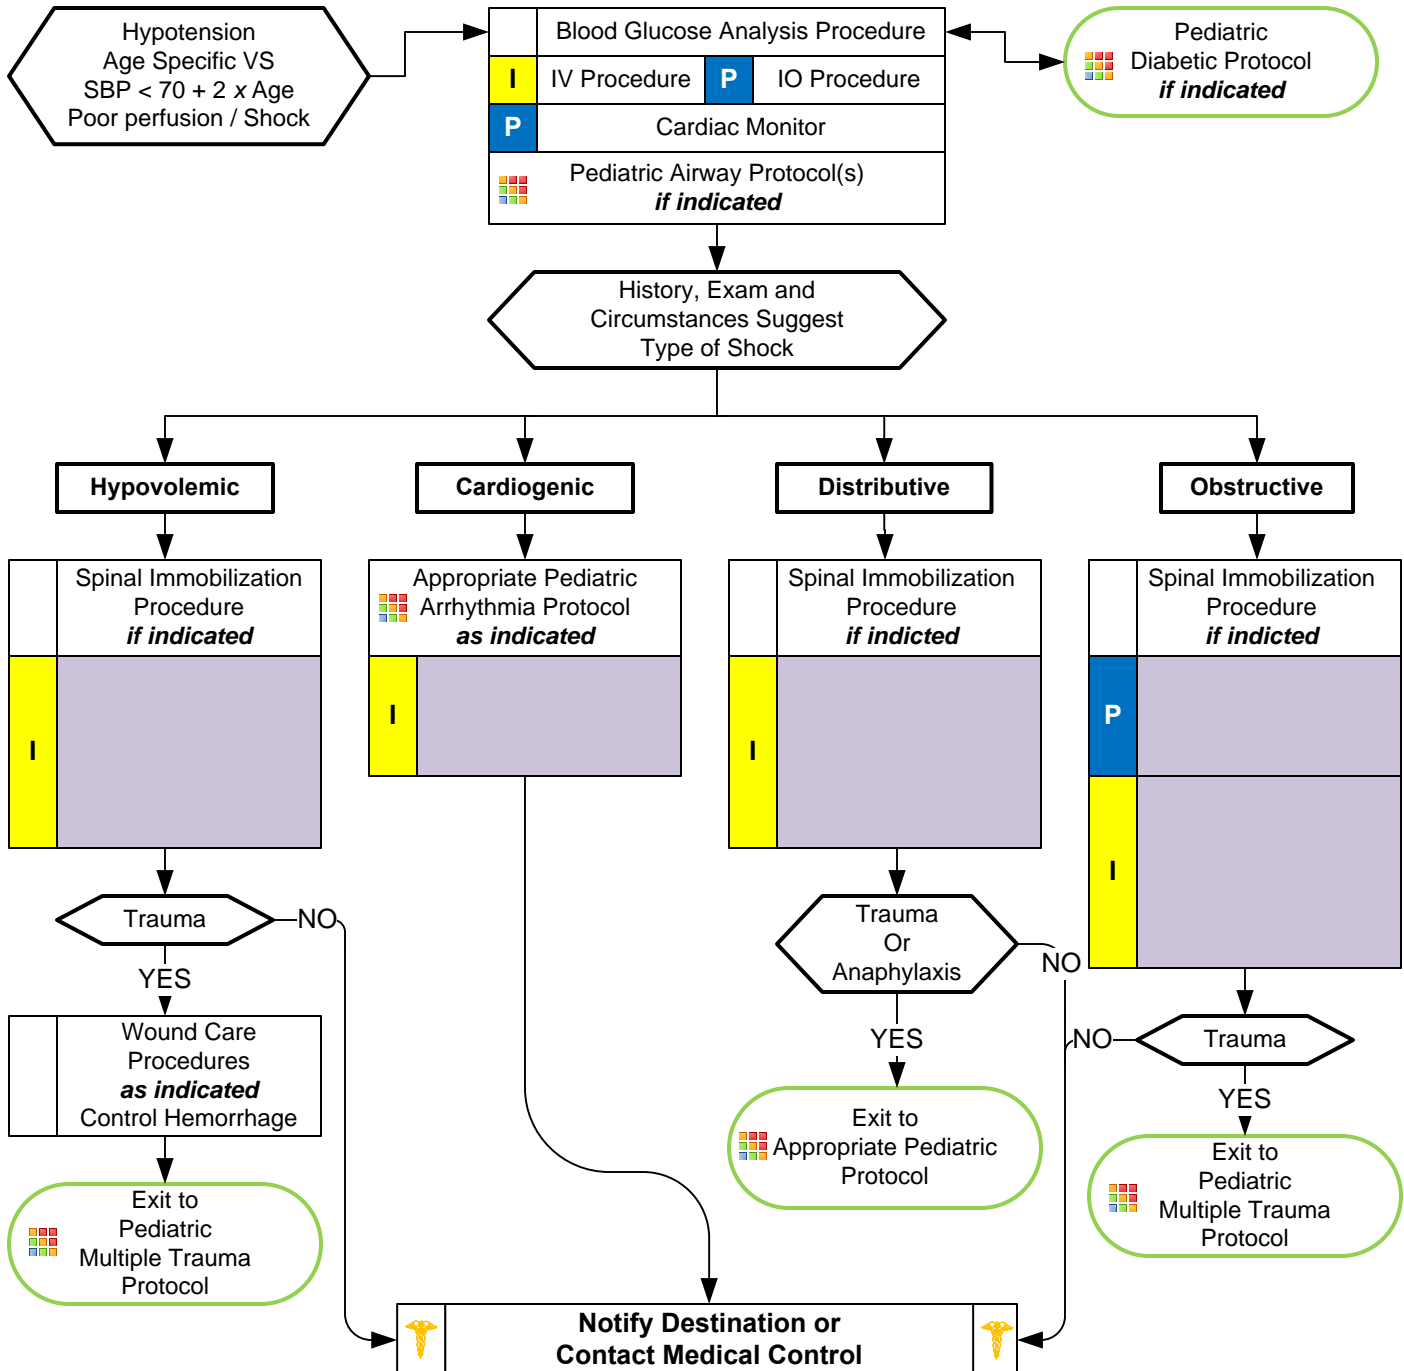 Hypotension
Age Specific VS
SBP < 70 + 2 x Age
Poor perfusion / Shock
Blood Glucose Analysis Procedure
I IV Procedure P IO Procedure
P Cardiac Monitor
Pediatric Airway Protocol(s)
if indicated
Pediatric
Diabetic Protocol
if indicated
History, Exam and
Circumstances Suggest
Type of Shock
Hypovolemic
Cardiogenic
Distributive
Obstructive
Spinal Immobilization
Procedure
if indicated
I
Appropriate Pediatric
Arrhythmia Protocol
as indicated
I
Spinal Immobilization
Procedure
if indicted
I
Spinal Immobilization
Procedure
if indicted
P
I
Trauma
NO
YES
Wound Care
Procedures
as indicated
Control Hemorrhage
Exit to
Pediatric
Multiple Trauma
Protocol
Trauma
Or
Anaphylaxis
NO
YES
Exit to
Appropriate Pediatric
Protocol
Trauma
NO
YES
Exit to
Pediatric
Multiple Trauma
Protocol
Notify Destination or
Contact Medical Control